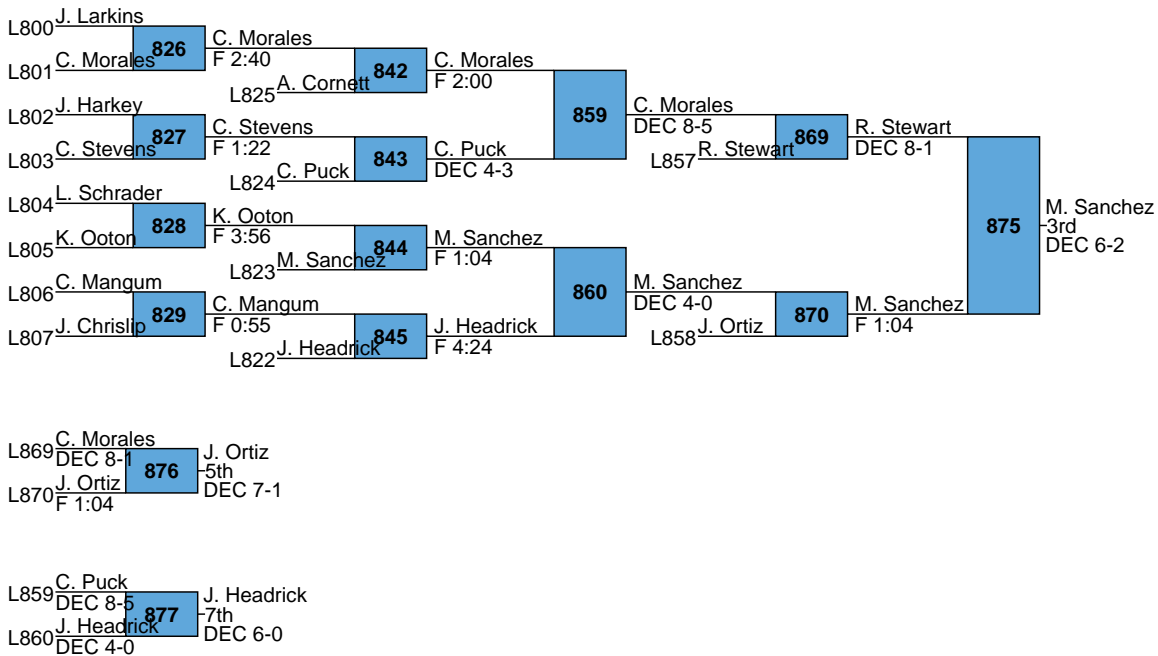 J. Larkins
L800
826
C. Morales
F 2:40
L801
C. Morales
842
C. Morales
F 2:00
L825
A. Cornett
J. Harkey
L802
827
C. Stevens
F 1:22
L803
C. Stevens
843
C. Puck
DEC 4-3
L824
C. Puck
859
C. Morales
DEC 8-5
L857
R. Stewart
869
R. Stewart
DEC 8-1
L804
L. Schrader
828
K. Ooton
F 3:56
L805
K. Ooton
844
M. Sanchez
F 1:04
L823
M. Sanchez
L806
C. Mangum
829
C. Mangum
F 0:55
L807
J. Chrislip
845
J. Headrick
F 4:24
L822
J. Headrick
860
M. Sanchez
DEC 4-0
L858
J. Ortiz
870
M. Sanchez
F 1:04
875
M. Sanchez
3rd
DEC 6-2
L869
C. Morales
DEC 8-1
876
J. Ortiz
5th
DEC 7-1
L870
J. Ortiz
F 1:04
L859
C. Puck
DEC 8-5
877
J. Headrick
7th
DEC 6-0
L860
J. Headrick
DEC 4-0